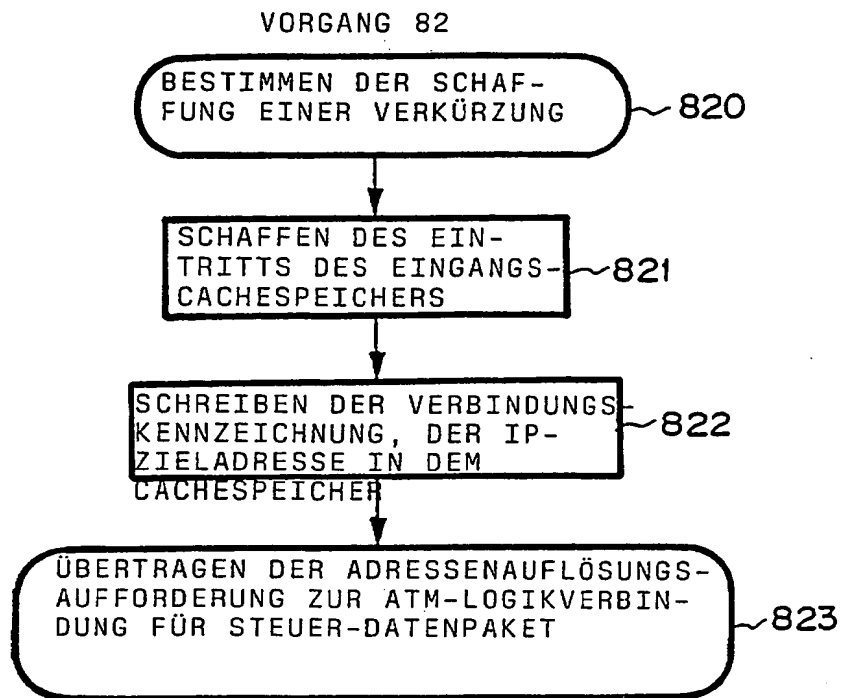 VORGANG 82
BESTIMMEN DER SCHAF-
FUNG EINER VERKÜRZUNG
820
SCHAFFEN DES EIN-
TRITTS DES EINGANGS-
CACHESPEICHERS
821
SCHREIBEN DER VERBINDUNGS-
KENNZEICHNUNG, DER IP-
ZIELADRESSE IN DEM
CACHESPEICHER
822
ÜBERTRAGEN DER ADRESSENAUFLÖSUNGS-
AUFFORDERUNG ZUR ATM-LOGIKVERBIN-
DUNG FÜR STEUER-DATENPAKET
823